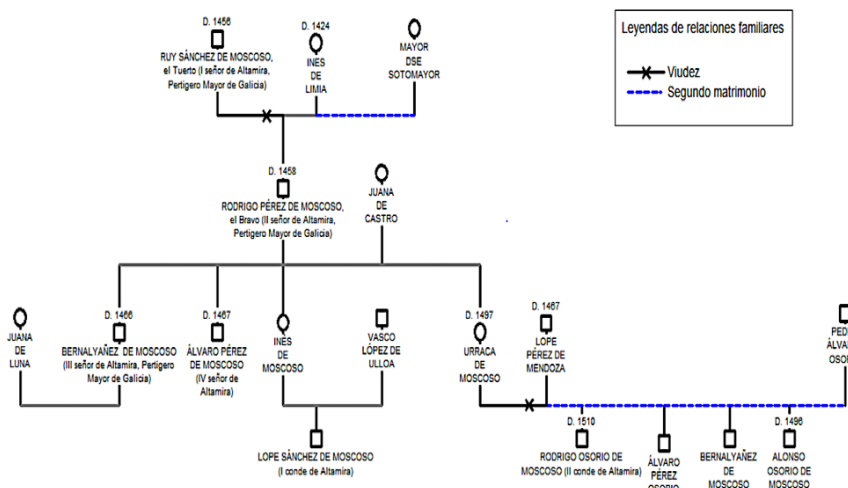 D. 1456
RUY SÁNCHEZ DE MOSCOSO,
el Tuerto (I señor de Altamira,
Pertigero Mayor de Galicia)
D. 1424
INES
DE
LIMIA
MAYOR
DSE
SOTOMAYOR
Leyendas de relaciones familiares
Viudez
Segundo matrimonio
D. 1458
RODRIGO PÉREZ DE MOSCOSO,
el Bravo (II señor de Altamira,
Pertigero Mayor de Galicia)
JUANA
DE
CASTRO
JUANA
DE
LUNA
D. 1466
BERNALYAÑEZ DE MOSCOSO
(III señor de Altamira, Pertigero
Mayor de Galicia)
D. 1467
ÁLVARO PÉREZ
DE MOSCOSO
(IV señor de
Altamira)
INÉS
DE
MOSCOSO
VASCO
LÓPEZ DE
ULLOA
D. 1497
URRACA
DE
MOSCOSO
D. 1467
LOPE
PÉREZ DE
MENDOZA
LOPE SÁNCHEZ DE MOSCOSO
(I conde de Altamira)
D. 1510
RODRIGO OSORIO DE
MOSCOSO (II conde de Altamira)
ÁLVARO
PÉREZ
OSORIO
BERNALYAÑEZ
DE
MOSCOSO
D. 1496
ALONSO
OSORIO DE
MOSCOSO